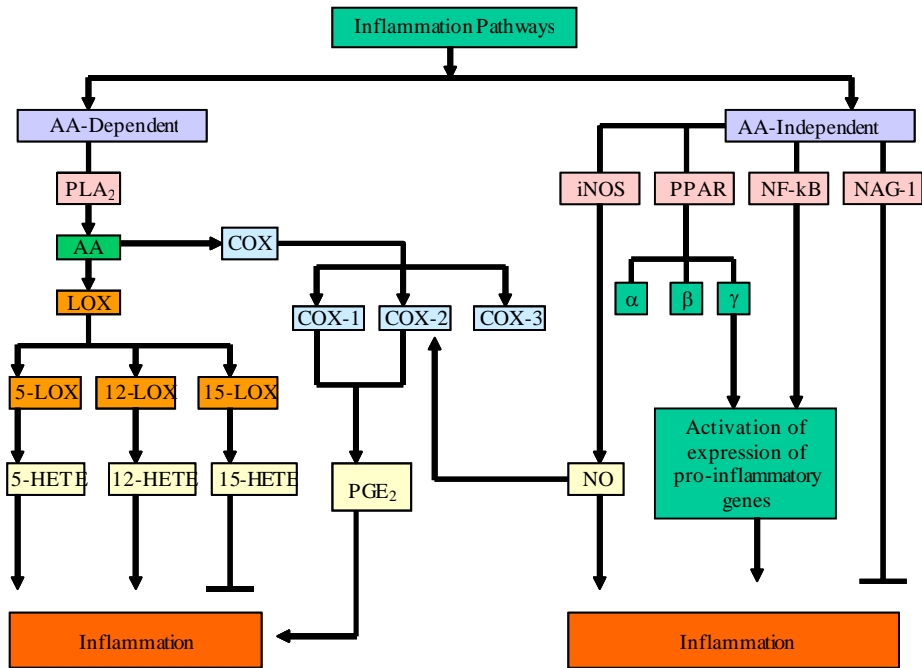 Inflammation Pathways
AA-Dependent
AA-Independent
PLA₂
iNOS
PPAR
NF-kB
NAG-1
AA
COX
LOX
COX-1
COX-2
COX-3
α
β
γ
5-LOX
12-LOX
15-LOX
5-HETE
12-HETE
15-HETE
PGE₂
NO
Activation of
expression of
pro-inflammatory
genes
Inflammation
Inflammation